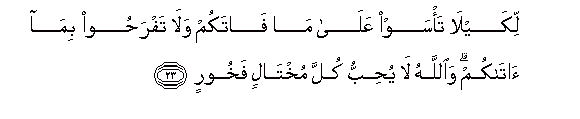 لِّكَيْلَا تَأْسَوْا۟ عَلَىٰ مَا فَاتَكُمْ وَلَا تَفْرَحُوا۟ بِمَآ
ءَاتَىٰكُمْ ۗ وَٱللَّهُ لَا يُحِبُّ كُلَّ مُخْتَالٍ فَخُورٍ ﴿٢٣﴾